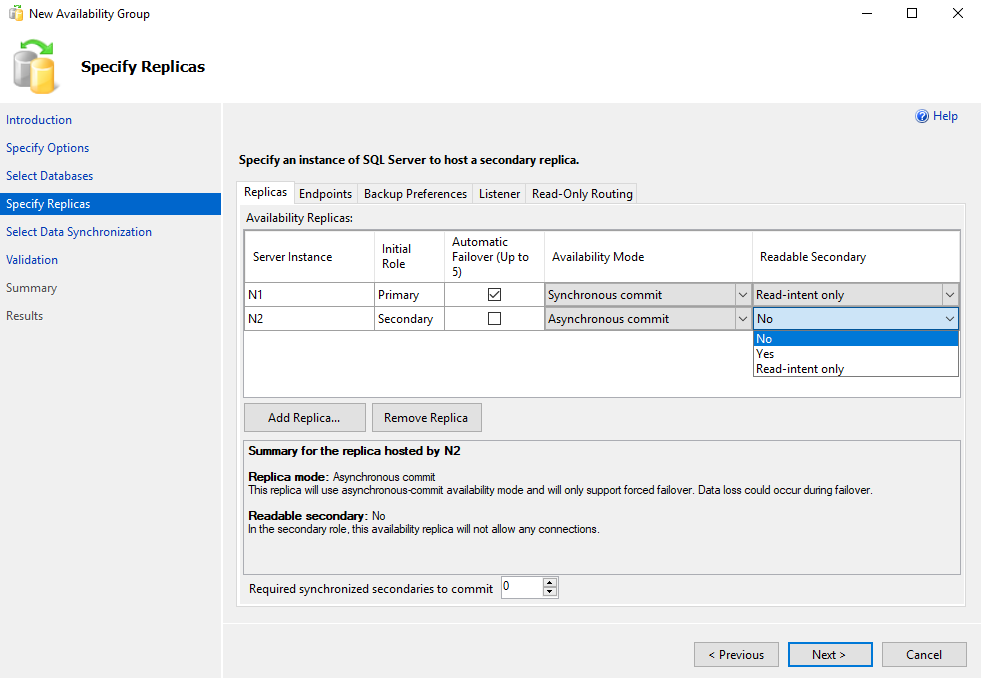 New Availability Group
Specify Replicas
Introduction
Specify Options
Select Databases
Specify Replicas
Select Data Synchronization
Validation
Summary
Results
Help
Specify an instance of SQL Server to host a secondary replica.
Replicas Endpoints Backup Preferences Listener Read-Only Routing
Availability Replicas:
Server Instance Initial Role Automatic Failover (Up to 5) Availability Mode Readable Secondary
N1 Primary Synchronous commit Read-intent only
N2 Secondary Asynchronous commit No
No
Yes
Read-intent only
Add Replica... Remove Replica
Summary for the replica hosted by N2
Replica mode: Asynchronous commit
This replica will use asynchronous-commit availability mode and will only support forced failover. Data loss could occur during failover.
Readable secondary: No
In the secondary role, this availability replica will not allow any connections.
Required synchronized secondaries to commit 0
< Previous Next > Cancel